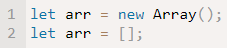 1 let arr = new Array();
2 let arr = [];